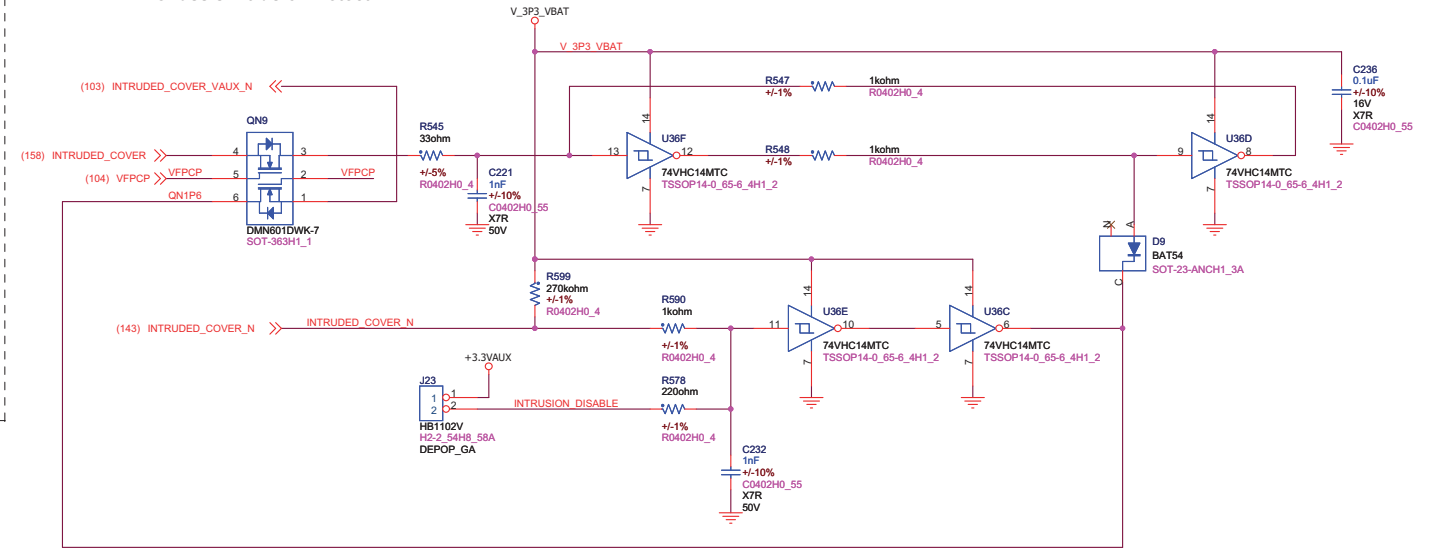 V_3P3_VBAT
V_3P3_VBAT
(103) INTRUDED_COVER_VAUX_N
R547
+/-1%
1kohm
R0402H0_4
C236
0.1uF
+/-10%
16V
X7R
C0402H0_55
QN9
R545
33ohm
+/-5%
R0402H0_4
14
U36F
14
U36D
(158) INTRUDED_COVER
4
3
13
12
R548
+/-1%
1kohm
R0402H0_4
9
8
(104) VFPCP
VFPCP
5
2
VFPCP
C221
1nF
+/-10%
C0402H0_55
X7R
50V
74VHC14MTC
TSSOP14-0_65-6_4H1_2
7
74VHC14MTC
TSSOP14-0_65-6_4H1_2
7
QN1P6
6
1
DMN601DWK-7
SOT-363H1_1
N
A
D9
BAT54
SOT-23-ANCH1_3A
C
R599
270kohm
+/-1%
R0402H0_4
14
U36E
14
U36C
R590
1kohm
+/-1%
R0402H0_4
(143) INTRUDED_COVER_N
INTRUDED_COVER_N
11
10
5
6
74VHC14MTC
TSSOP14-0_65-6_4H1_2
7
74VHC14MTC
TSSOP14-0_65-6_4H1_2
7
+3.3VAUX
J23
1
1
2
2
HB1102V
H2-2_54H8_58A
DEPOP_GA
INTRUSION_DISABLE
R578
220ohm
+/-1%
R0402H0_4
C232
1nF
+/-10%
C0402H0_55
X7R
50V